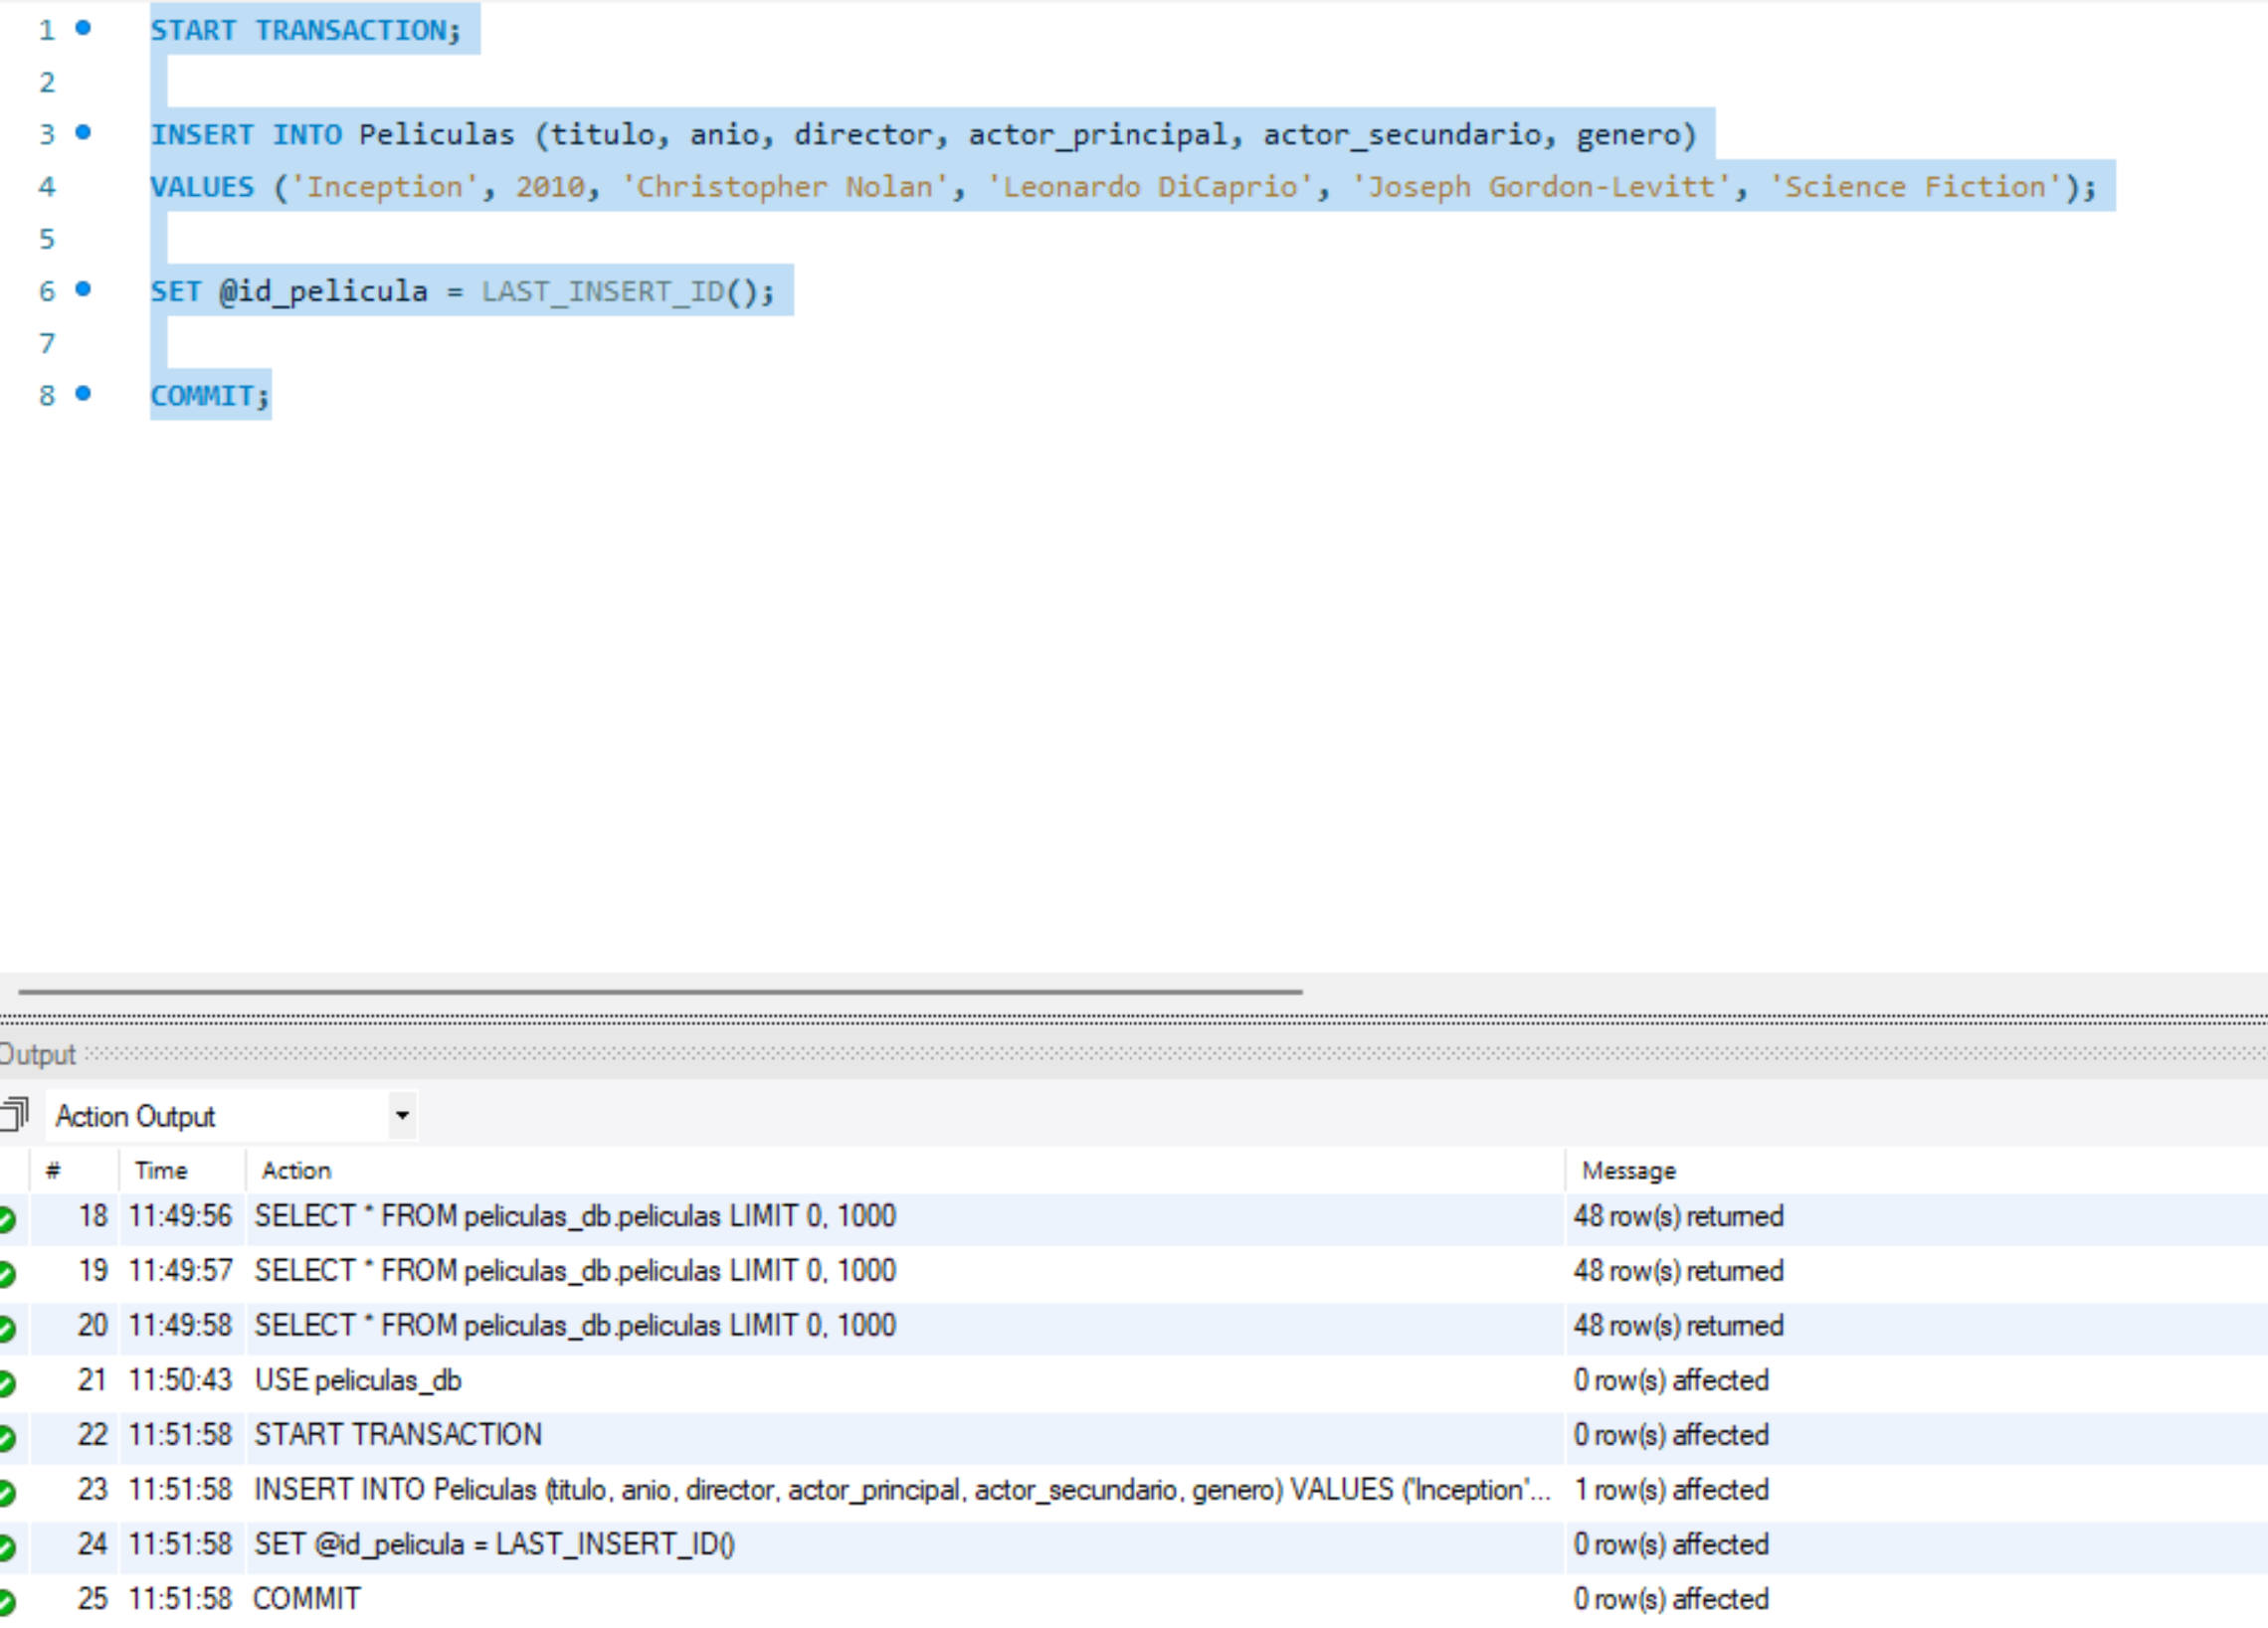 1 START TRANSACTION;
2
3 INSERT INTO Peliculas (titulo, anio, director, actor_principal, actor_secundario, genero)
4 VALUES ('Inception', 2010, 'Christopher Nolan', 'Leonardo DiCaprio', 'Joseph Gordon-Levitt', 'Science Fiction');
5
6 SET @id_pelicula = LAST_INSERT_ID();
7
8 COMMIT;
Output
Action Output
# Time Action Message
18 11:49:56 SELECT * FROM peliculas_db.peliculas LIMIT 0, 1000 48 row(s) returned
19 11:49:57 SELECT * FROM peliculas_db.peliculas LIMIT 0, 1000 48 row(s) returned
20 11:49:58 SELECT * FROM peliculas_db.peliculas LIMIT 0, 1000 48 row(s) returned
21 11:50:43 USE peliculas_db 0 row(s) affected
22 11:51:58 START TRANSACTION 0 row(s) affected
23 11:51:58 INSERT INTO Peliculas (titulo, anio, director, actor_principal, actor_secundario, genero) VALUES ('Inception'... 1 row(s) affected
24 11:51:58 SET @id_pelicula = LAST_INSERT_ID() 0 row(s) affected
25 11:51:58 COMMIT 0 row(s) affected